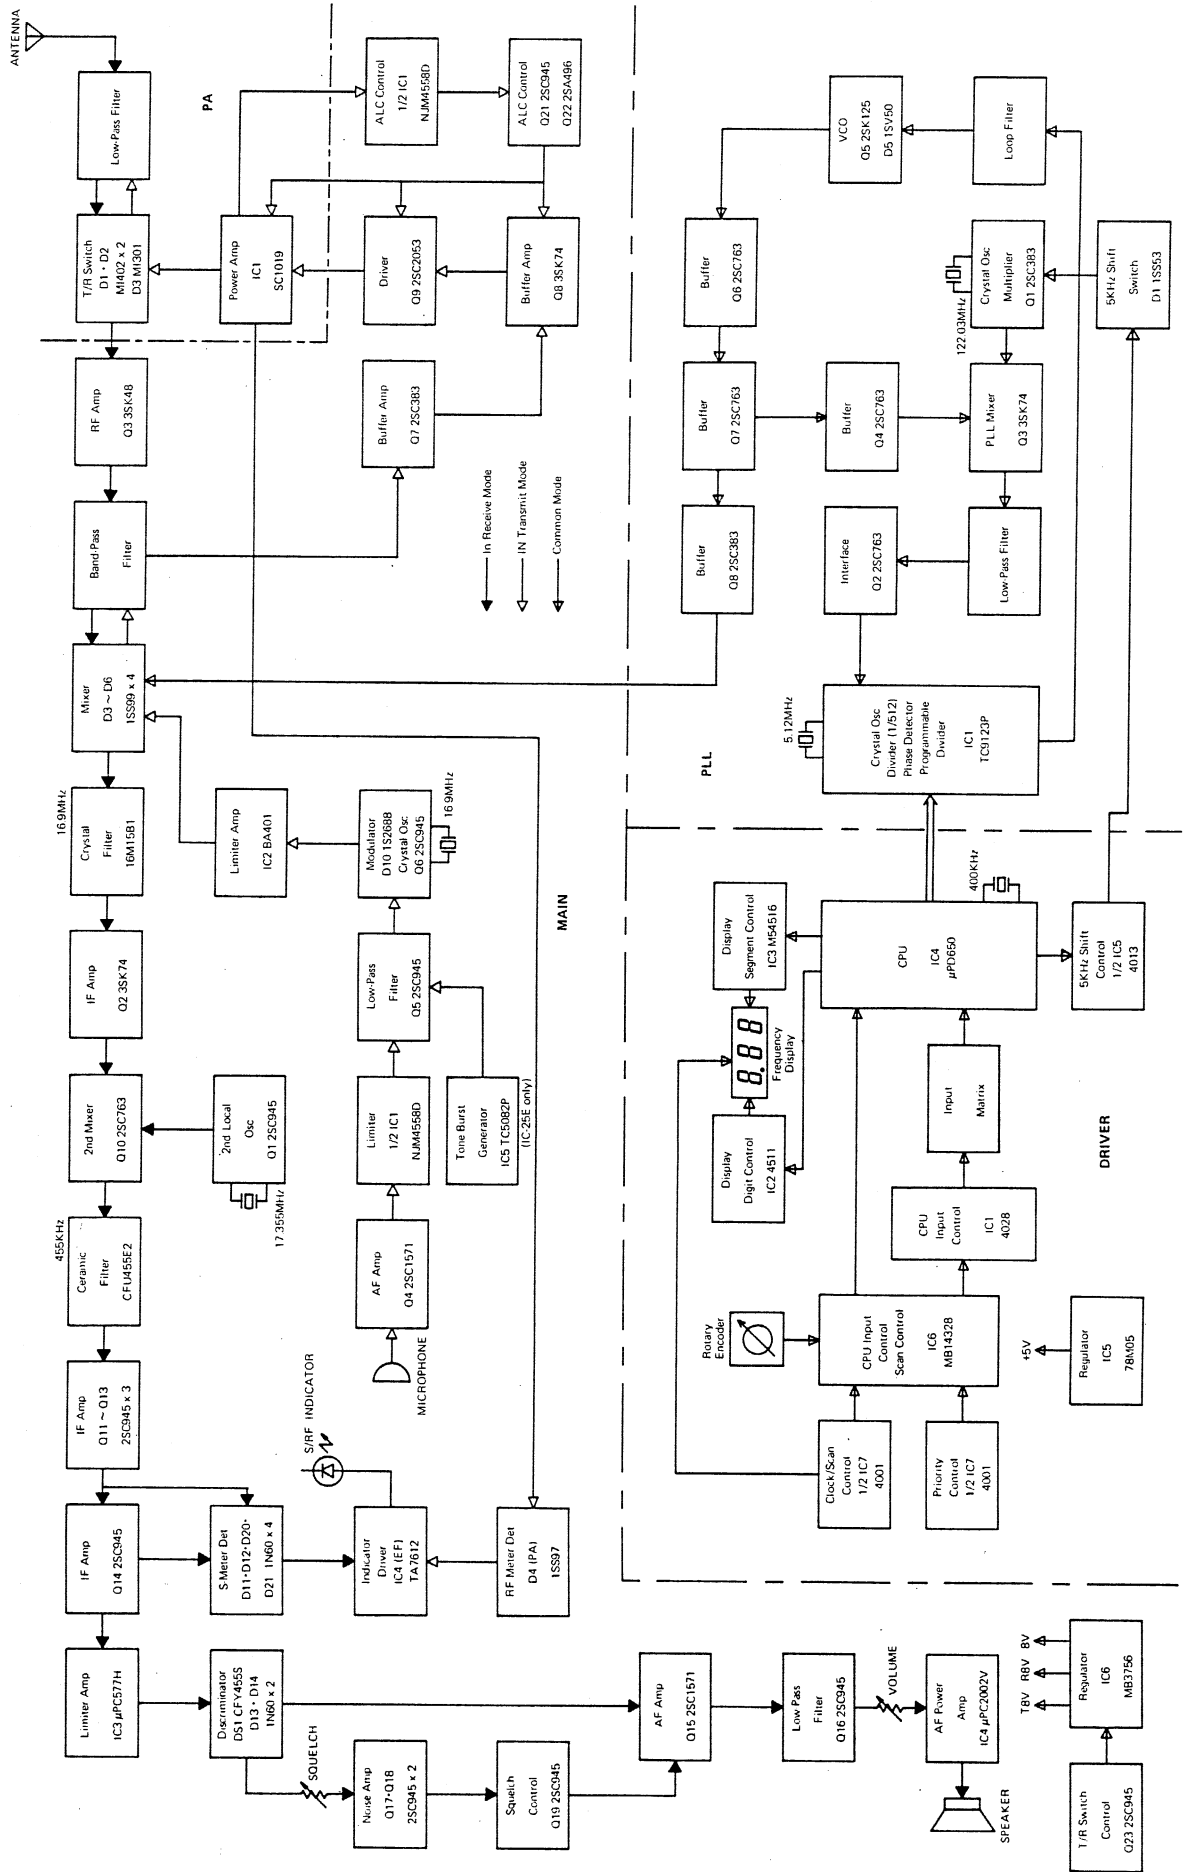 ANTENNA
Low-Pass Filter
T/R Switch
D1 · D2
MI402 x 2
D3 MI301
PA
RF Amp
Q3 3SK48
Band-Pass
Filter
Mixer
D3 ~ D6
1SS99 x 4
16.9MHz
Crystal
Filter
16M15B1
IF Amp
Q2 3SK74
2nd Mixer
Q10 2SC763
455KHz
Ceramic
Filter
CFU455E2
IF Amp
Q11 ~ Q13
2SC945 x 3
IF Amp
Q14 2SC945
Limiter Amp
IC3 µPC577H
Power Amp
IC1
SC1019
ALC Control
1/2 IC1
NJM4558D
ALC Control
Q21 2SC945
Q22 2SA496
Driver
Q9 2SC2053
Buffer Amp
Q8 3SK74
Buffer Amp
Q7 2SC383
In Receive Mode
IN Transmit Mode
Common Mode
Limiter Amp
IC2 BA401
Modulator
D10 1S2688
Crystal Osc
Q6 2SC945
16.9MHz
2nd Local
Osc
Q1 2SC945
17.355MHz
Low-Pass
Filter
Q5 2SC945
Limiter
1/2 IC1
NJM4558D
Tone Burst
Generator
IC5 TC5082P
(IC-25E only)
AF Amp
Q4 2SC1571
MICROPHONE
MAIN
S/RF INDICATOR
S-Meter Det
D11·D12·D20·
D21 1N60 x 4
Indicator
Driver
IC4 (EF)
TA7612
RF Meter Det
D4 (PA)
1SS97
Discriminator
DS1 CFY455S
D13 · D14
1N60 x 2
SQUELCH
Noise Amp
Q17·Q18
2SC945 x 2
Squelch
Control
Q19 2SC945
AF Amp
Q15 2SC1571
Low Pass
Filter
Q16 2SC945
VOLUME
AF Power
Amp
IC4 µPC2002V
SPEAKER
T8V
R8V
8V
Regulator
IC6
MB3756
T/R Switch
Control
Q23 2SC945
VCO
Q5 2SK125
D5 1SV50
Loop Filter
Buffer
Q6 2SC763
Buffer
Q7 2SC763
Buffer
Q8 2SC383
Buffer
Q4 2SC763
122.03MHz
Crystal Osc
Multiplier
Q1 2SC383
5KHz Shift
Switch
D1 1SS53
PLL Mixer
Q3 3SK74
Low-Pass Filter
Interface
Q2 2SC763
5.12MHz
Crystal Osc
Divider (1/512)
Phase Detector
Programmable
Divider
IC1
TC9123P
PLL
Display
Segment Control
IC3 M54516
8.8 8
Frequency
Display
Display
Digit Control
IC2 4511
CPU
IC4
µPD650
400KHz
5KHz Shift
Control
1/2 IC5
4013
Input
Matrix
CPU
Input
Control
IC1
4028
DRIVER
Rotary
Encoder
CPU Input
Control
Scan Control
IC6
MB14328
Clock/Scan
Control
1/2 IC7
4001
Priority
Control
1/2 IC7
4001
+5V
Regulator
IC5
78M05